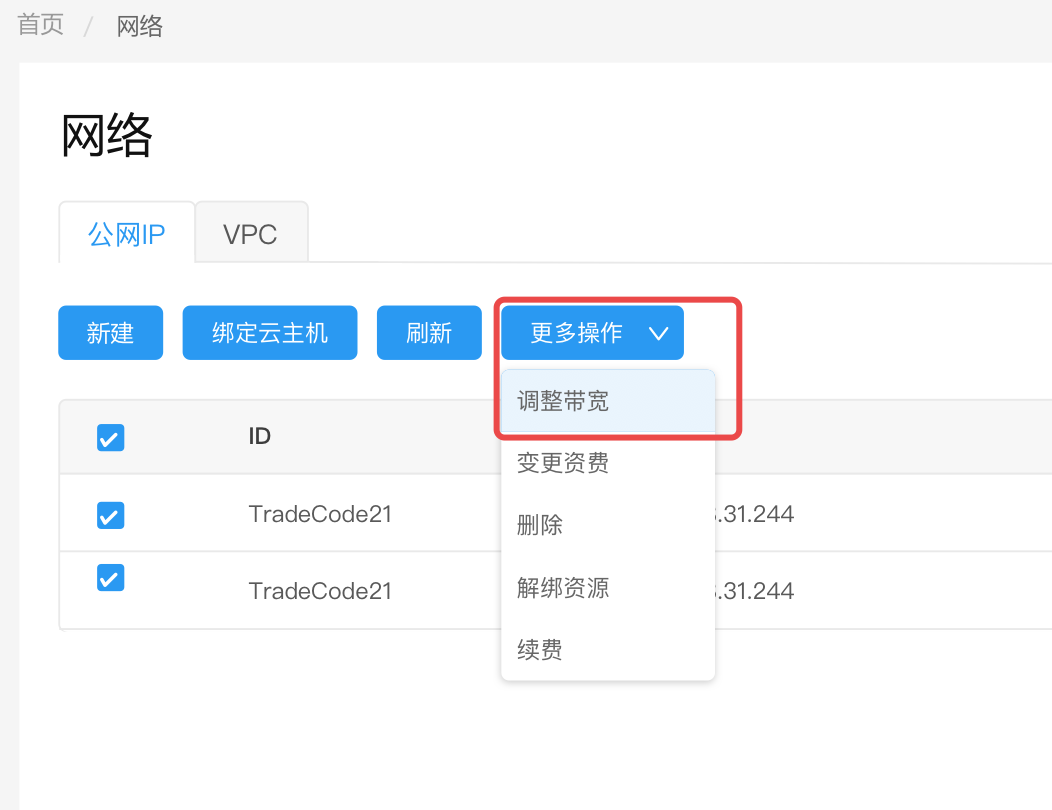 首页 / 网络
网络
公网IP VPC
新建 绑定云主机 刷新 更多操作
调整带宽
ID
变更资费
TradeCode21 .31.244
删除
解绑资源
TradeCode21 .31.244
续费